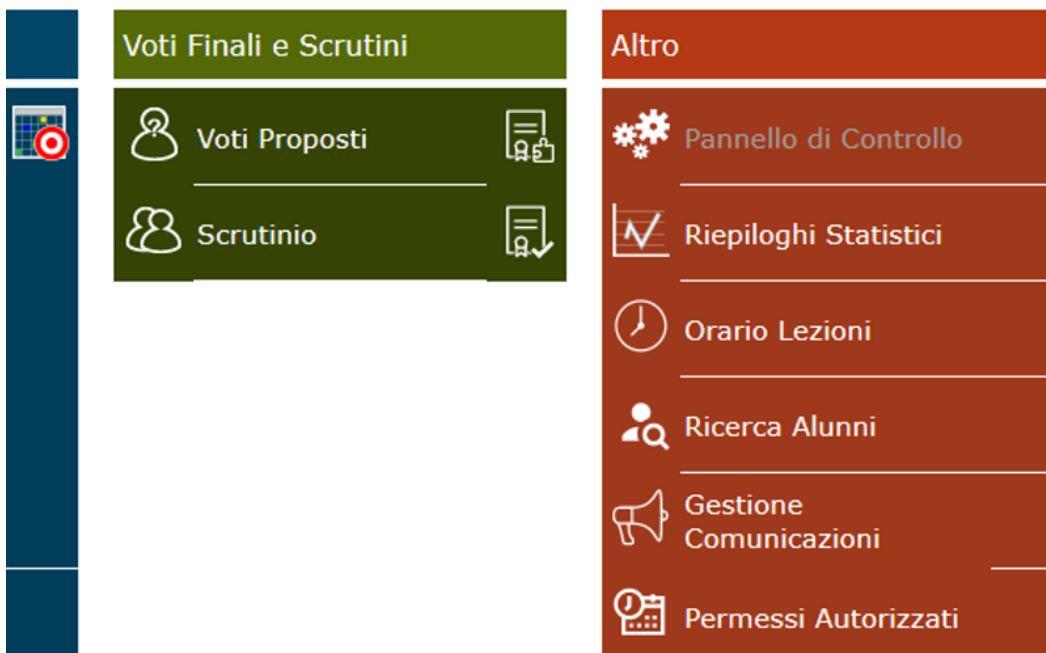 Voti Finali e Scrutini
Voti Proposti
Scrutinio
Altro
Pannello di Controllo
Riepiloghi Statistici
Orario Lezioni
Ricerca Alunni
Gestione
Comunicazioni
Permessi Autorizzati